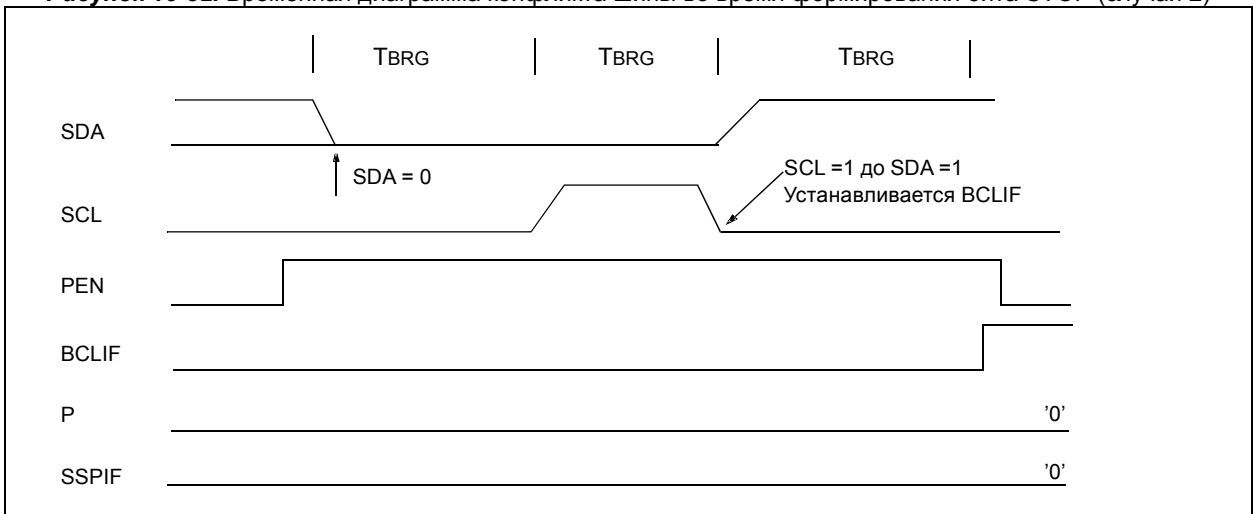 TBRG TBRG TBRG
SDA
SDA = 0
SCL =1 до SDA =1
Устанавливается BCLIF
SCL
PEN
BCLIF
P '0'
SSPIF '0'